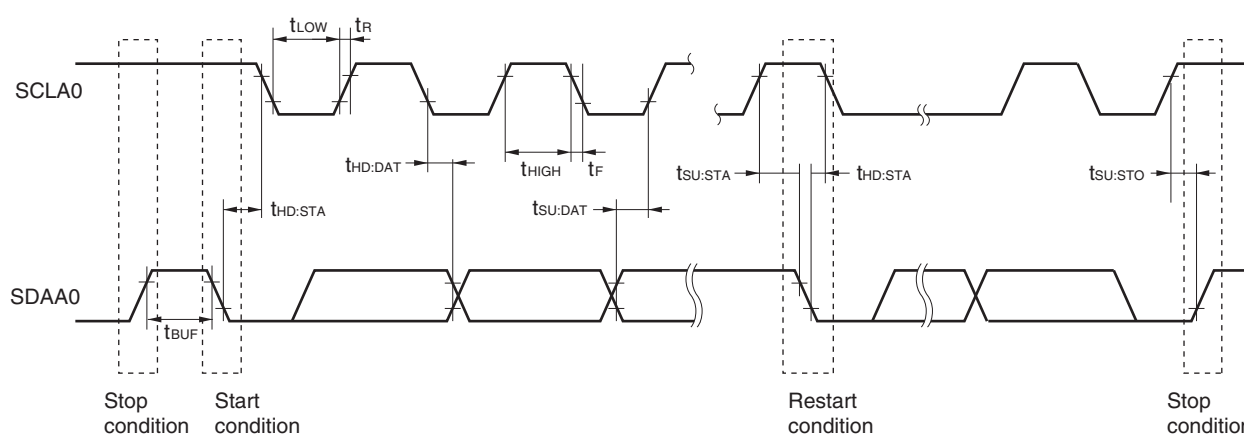 tLOW tR
SCLA0
tHD:DAT tHIGH tF tSU:STA tHD:STA tSU:STO
tHD:STA tSU:DAT
SDAA0
tBUF
Stop
condition
Start
condition
Restart
condition
Stop
condition